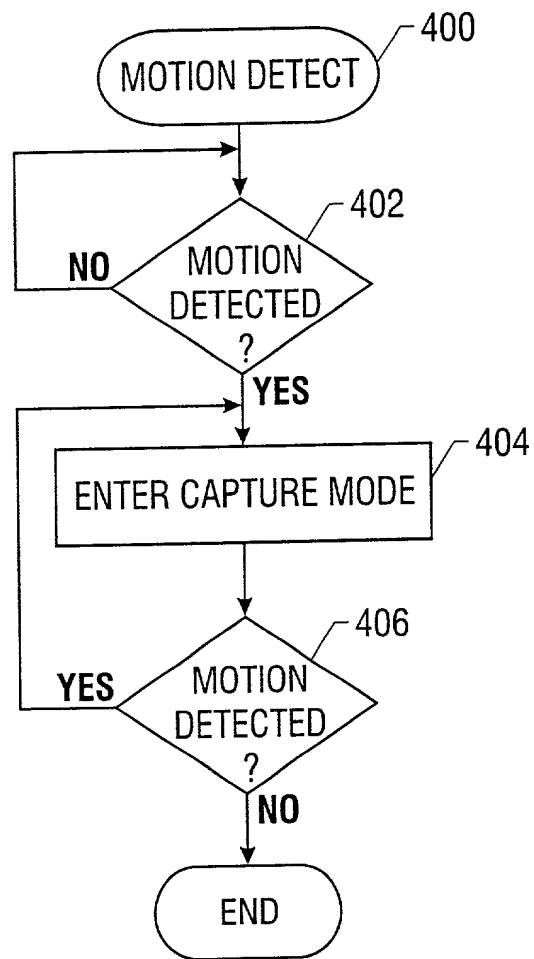 400
MOTION DETECT
402
NO
MOTION
DETECTED
?
YES
404
ENTER CAPTURE MODE
406
YES
MOTION
DETECTED
?
NO
END